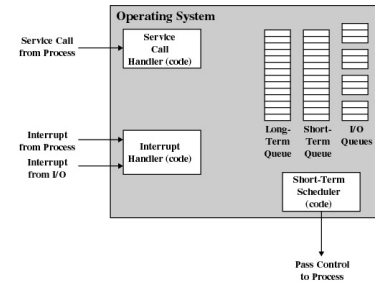 Operating System
Service Call
from Process
Service
Call
Handler (code)
Interrupt
from Process
Interrupt
from I/O
Interrupt
Handler (code)
Long-
Term
Queue
Short-
Term
Queue
I/O
Queues
Short-Term
Scheduler
(code)
Pass Control
to Process